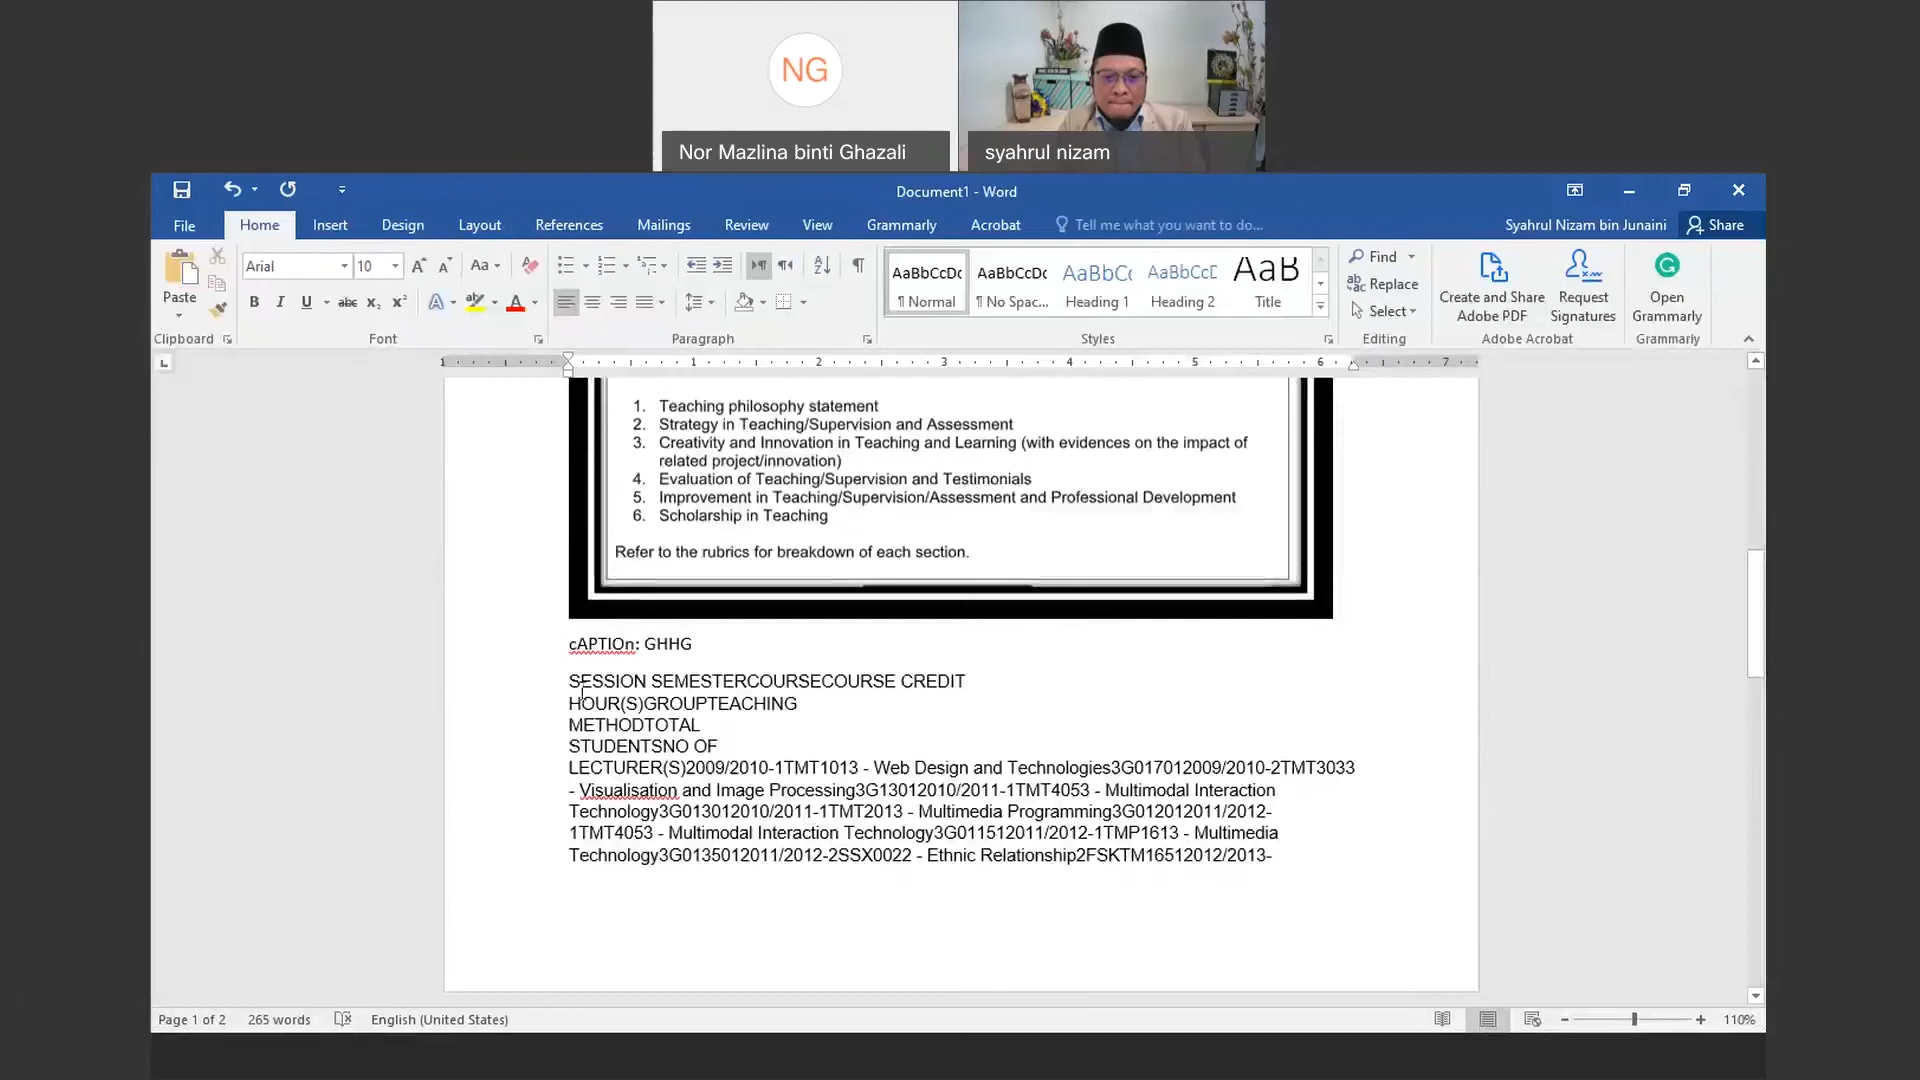 NG
Nor Mazlina binti Ghazali
syahrul nizam
Document1 - Word
File Home Insert Design Layout References Mailings Review View Grammarly Acrobat Tell me what you want to do... Syahrul Nizam bin Junaini Share
Paste
Clipboard
Arial 10
Font
Paragraph
AaBbCcDc AaBbCcDc AaBbCc AaBbCcD AaB
¶ Normal ¶ No Spac... Heading 1 Heading 2 Title
Styles
Find
Replace
Select
Editing
Create and Share
Adobe PDF
Request
Signatures
Adobe Acrobat
Open
Grammarly
Grammarly
1 1 2 3 4 5 6 7
1. Teaching philosophy statement
2. Strategy in Teaching/Supervision and Assessment
3. Creativity and Innovation in Teaching and Learning (with evidences on the impact of
related project/innovation)
4. Evaluation of Teaching/Supervision and Testimonials
5. Improvement in Teaching/Supervision/Assessment and Professional Development
6. Scholarship in Teaching
Refer to the rubrics for breakdown of each section.
cAPTIOn: GHHG
SESSION SEMESTERCOURSECOURSE CREDIT
HOUR(S)GROUPTEACHING
METHODTOTAL
STUDENTSNO OF
LECTURER(S)2009/2010-1TMT1013 - Web Design and Technologies3G017012009/2010-2TMT3033
- Visualisation and Image Processing3G13012010/2011-1TMT4053 - Multimodal Interaction
Technology3G013012010/2011-1TMT2013 - Multimedia Programming3G012012011/2012-
1TMT4053 - Multimodal Interaction Technology3G011512011/2012-1TMP1613 - Multimedia
Technology3G0135012011/2012-2SSX0022 - Ethnic Relationship2FSKTM16512012/2013-
Page 1 of 2 265 words English (United States) 110%